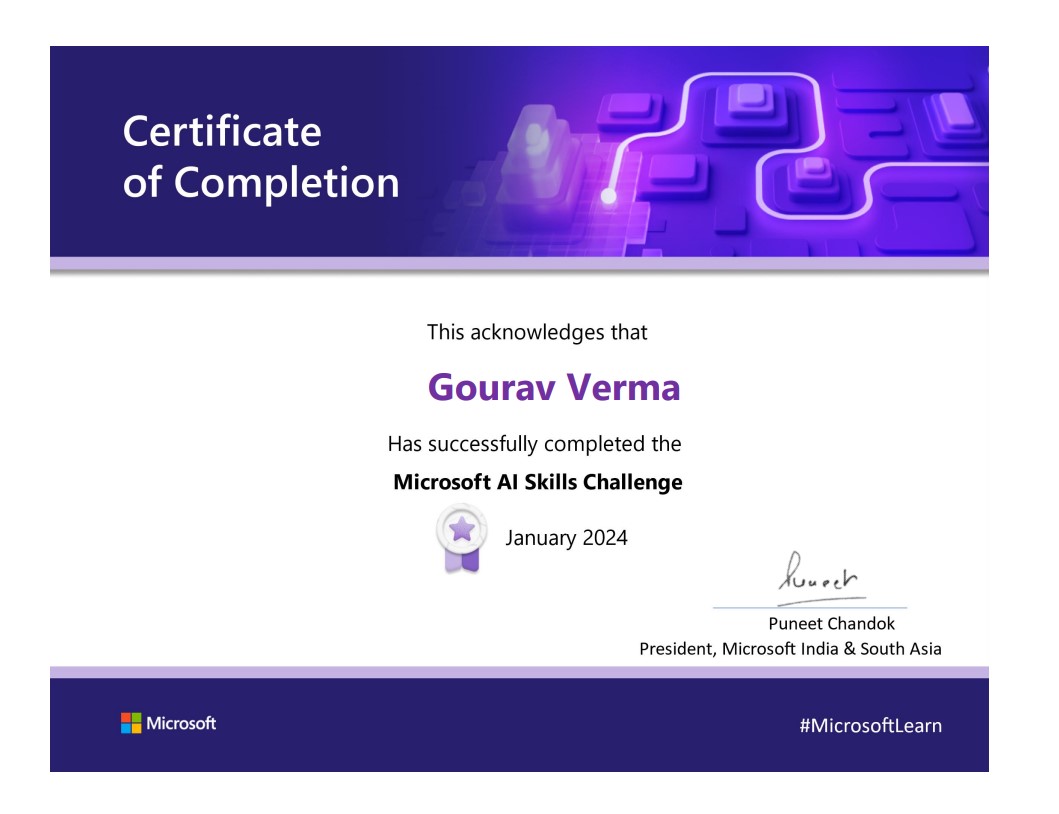 Certificate
of Completion
This acknowledges that
Gourav Verma
Has successfully completed the
Microsoft AI Skills Challenge
January 2024
Puneet
Puneet Chandok
President, Microsoft India & South Asia
Microsoft
#MicrosoftLearn